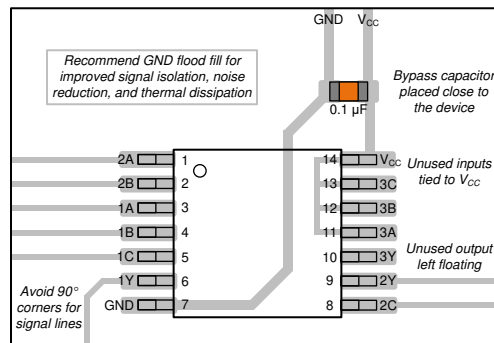 GND VCC
Recommend GND flood fill for
improved signal isolation, noise
reduction, and thermal dissipation
Bypass capacitor
placed close to
the device
0.1 µF
2A 1 14 VCC
Unused inputs
tied to VCC
2B 2 13 3C
1A 3 12 3B
1B 4 11 3A
1C 5 10 3Y
Unused output
left floating
1Y 6 9 2Y
GND 7 8 2C
Avoid 90°
corners for
signal lines